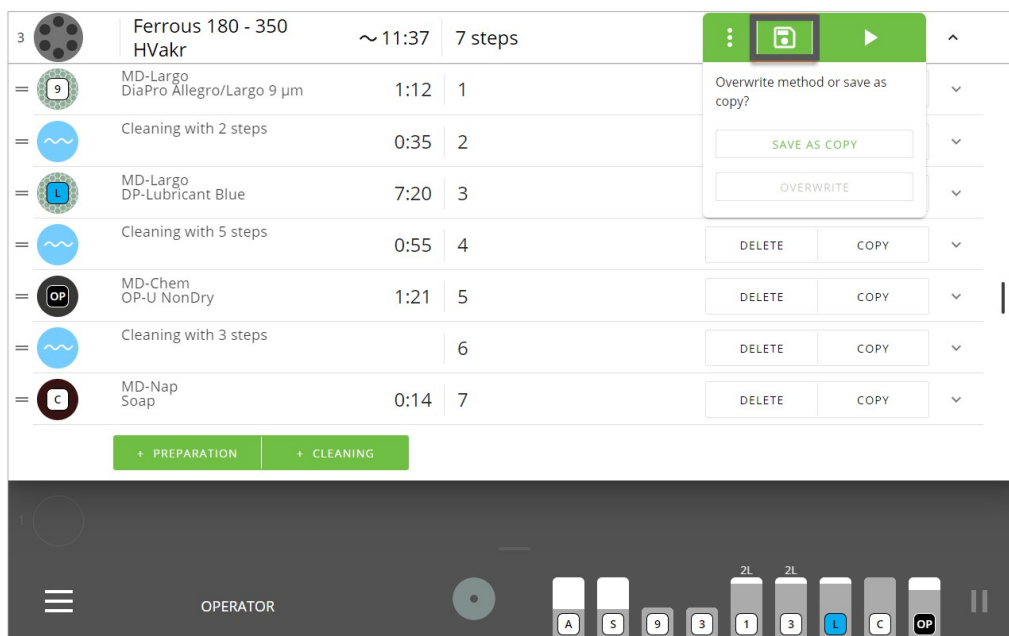 3
Ferrous 180 - 350
HVakr
~ 11:37
7 steps
Overwrite method or save as
copy?
SAVE AS COPY
OVERWRITE
9
MD-Largo
DiaPro Allegro/Largo 9 µm
1:12
1
Cleaning with 2 steps
0:35
2
L
MD-Largo
DP-Lubricant Blue
7:20
3
Cleaning with 5 steps
0:55
4
DELETE
COPY
OP
MD-Chem
OP-U NonDry
1:21
5
DELETE
COPY
Cleaning with 3 steps
6
DELETE
COPY
C
MD-Nap
Soap
0:14
7
DELETE
COPY
+ PREPARATION
+ CLEANING
1
OPERATOR
2L
2L
A
S
9
3
1
3
L
C
OP